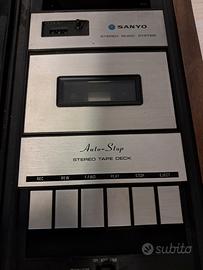 SANYO
STEREO MUSIC SYSTEM
Auto-Stop
STEREO TAPE DECK
REC REW F.FWD PLAY STOP EJECT
subito